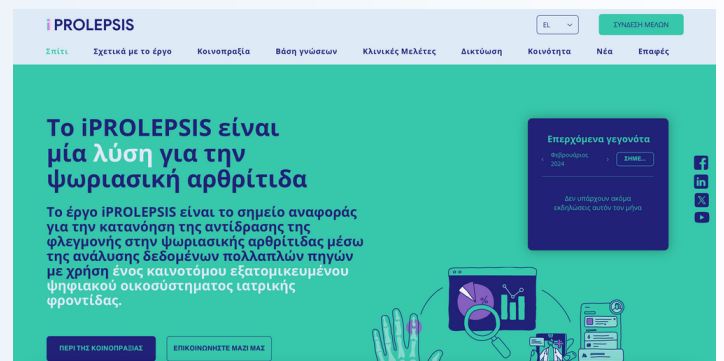 iPROLEPSIS
EL
ΣΥΝΔΕΣΗ ΜΕΛΩΝ
Σπίτι Σχετικά με το έργο Κοινοπραξία Βάση γνώσεων Κλινικές Μελέτες Δικτύωση Κοινότητα Νέα Επαφές
Το iPROLEPSIS είναι
μία λύση για την
ψωριασική αρθρίτιδα
Το έργο iPROLEPSIS είναι το σημείο αναφοράς
για την κατανόηση της αντίδρασης της
φλεγμονής στην ψωριασικής αρθρίτιδας μέσω
της ανάλυσης δεδομένων πολλαπλών πηγών
με χρήση ένος καινοτόμου εξατομικευμένου
ψηφιακού οικοσυστήματος ιατρικής
φροντίδας.
ΠΕΡΙ ΤΗΣ ΚΟΙΝΟΠΡΑΞΙΑΣ ΕΠΙΚΟΙΝΩΝΗΣΤΕ ΜΑΖΙ ΜΑΣ
Επερχόμενα γεγονότα
Φεβρουάριος
2024
ΣΗΜΕ...
Δεν υπάρχουν ακόμα
εκδηλώσεις αυτόν τον μήνα
%